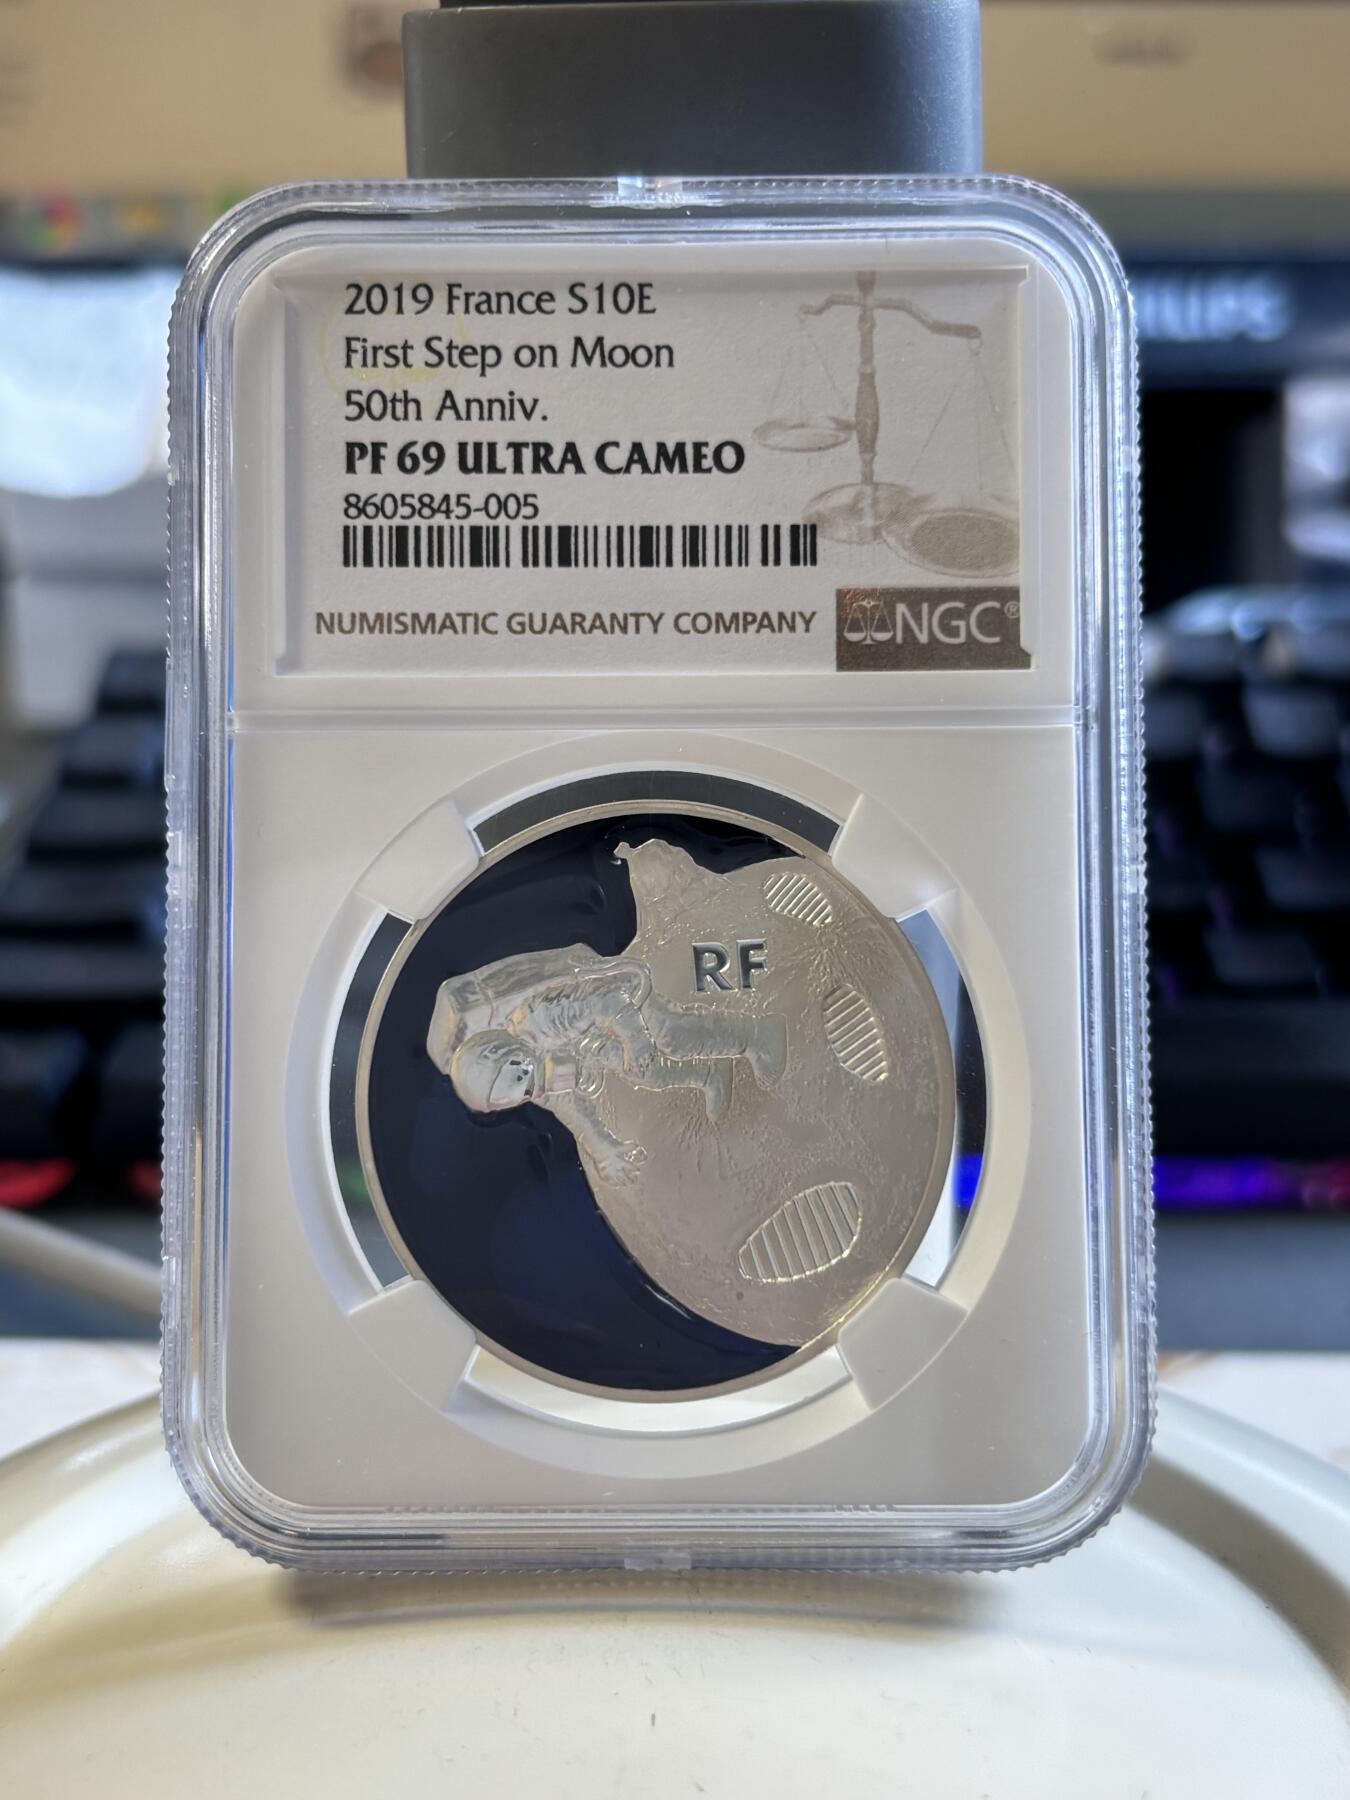 2019 France S10E
First Step on Moon
50th Anniv.
PF 69 ULTRA CAMEO
8605845-005
NUMISMATIC GUARANTY COMPANY
NGC®
RF